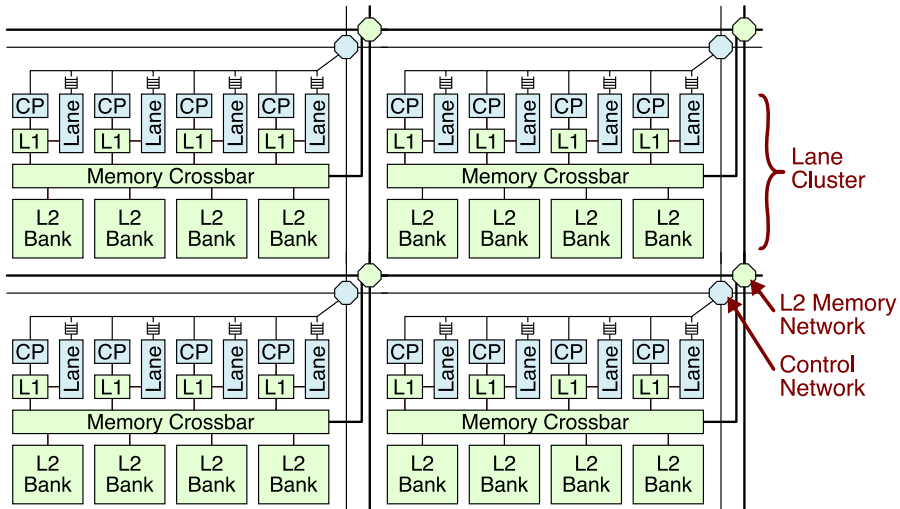 CP Lane CP Lane CP Lane CP Lane CP Lane CP Lane CP Lane CP Lane
L1 L1 L1 L1 L1 L1 L1 L1
Memory Crossbar Memory Crossbar
L2 L2 L2 L2 L2 L2 L2 L2
Bank Bank Bank Bank Bank Bank Bank Bank
Lane
Cluster
L2 Memory
Network
Control
Network
CP Lane CP Lane CP Lane CP Lane CP Lane CP Lane CP Lane CP Lane
L1 L1 L1 L1 L1 L1 L1 L1
Memory Crossbar Memory Crossbar
L2 L2 L2 L2 L2 L2 L2 L2
Bank Bank Bank Bank Bank Bank Bank Bank